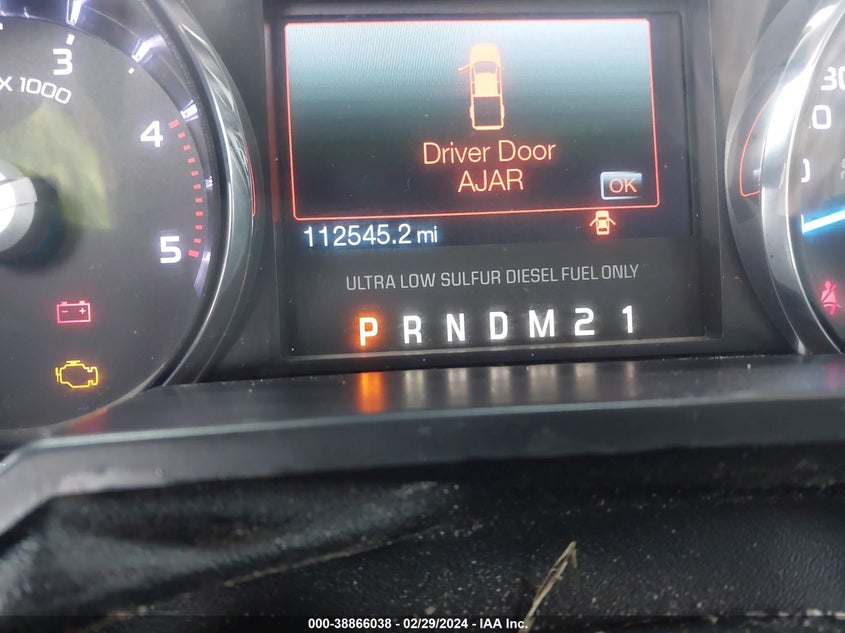 3
X 1000
4
5
Driver Door
AJAR
OK
112545.2 mi
ULTRA LOW SULFUR DIESEL FUEL ONLY
P R N D M 2 1
30
000-38866038 - 02/29/2024 - IAA Inc.